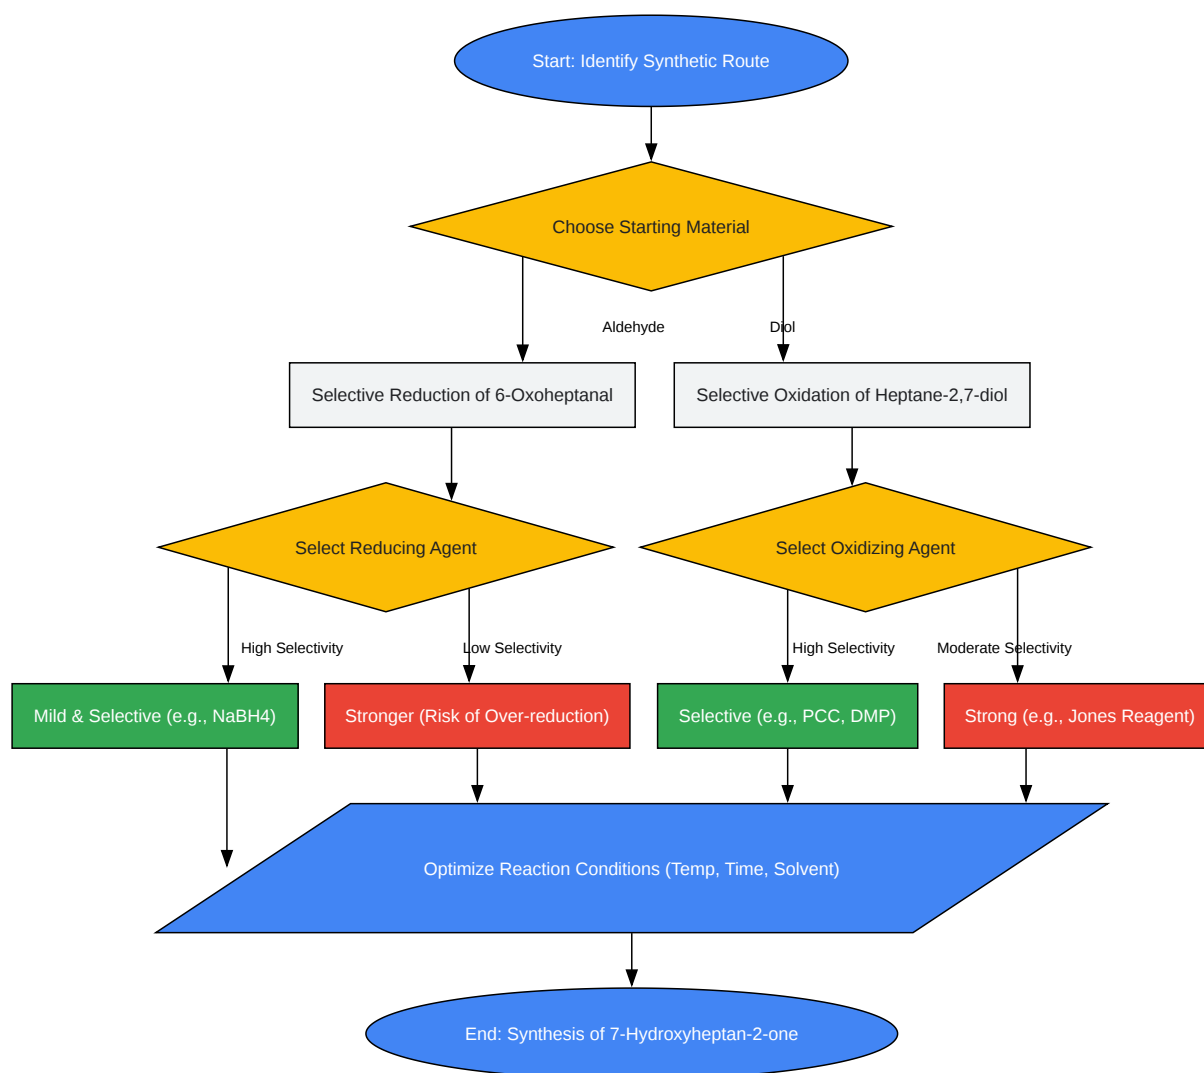 Start: Identify Synthetic Route
Choose Starting Material
Aldehyde
Diol
Selective Reduction of 6-Oxoheptanal
Selective Oxidation of Heptane-2,7-diol
Select Reducing Agent
Select Oxidizing Agent
High Selectivity
Low Selectivity
High Selectivity
Moderate Selectivity
Mild & Selective (e.g., NaBH4)
Stronger (Risk of Over-reduction)
Selective (e.g., PCC, DMP)
Strong (e.g., Jones Reagent)
Optimize Reaction Conditions (Temp, Time, Solvent)
End: Synthesis of 7-Hydroxyheptan-2-one